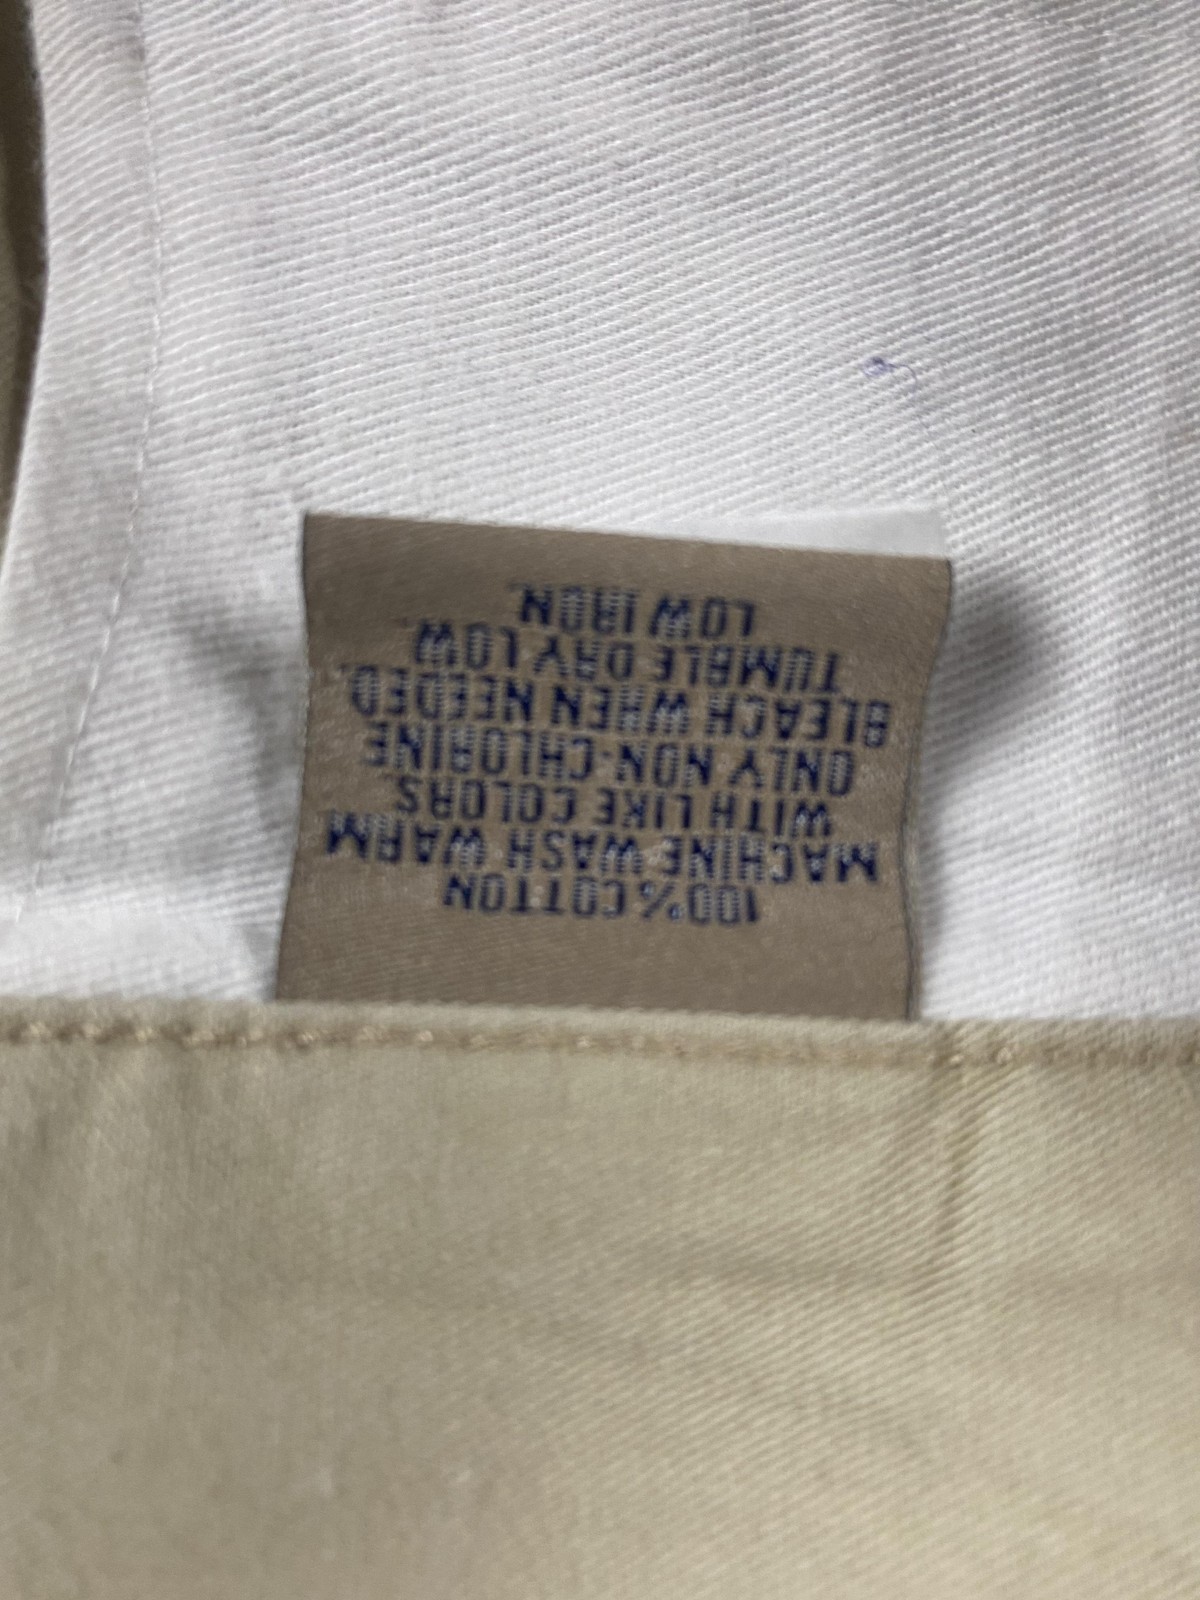 100% COTTON
MACHINE WASH WARM
WITH LIKE COLORS.
ONLY NON-CHLORINE
BLEACH WHEN NEEDED.
TUMBLE DRY LOW.
LOW IRON.